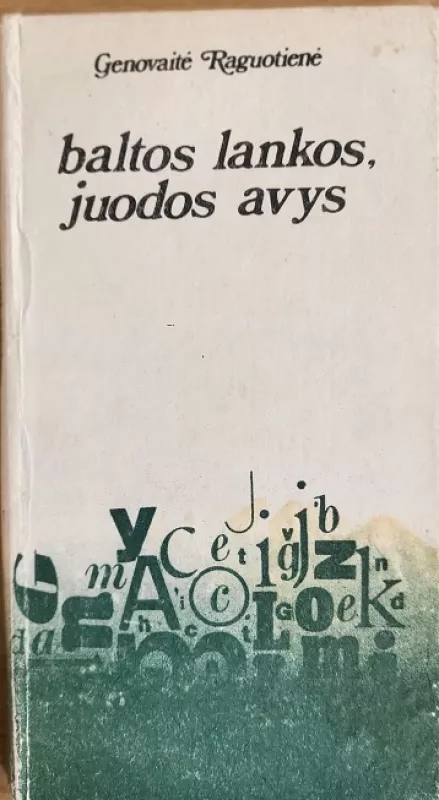 Genovaitė Raguotienė
baltos lankos,
juodos avys